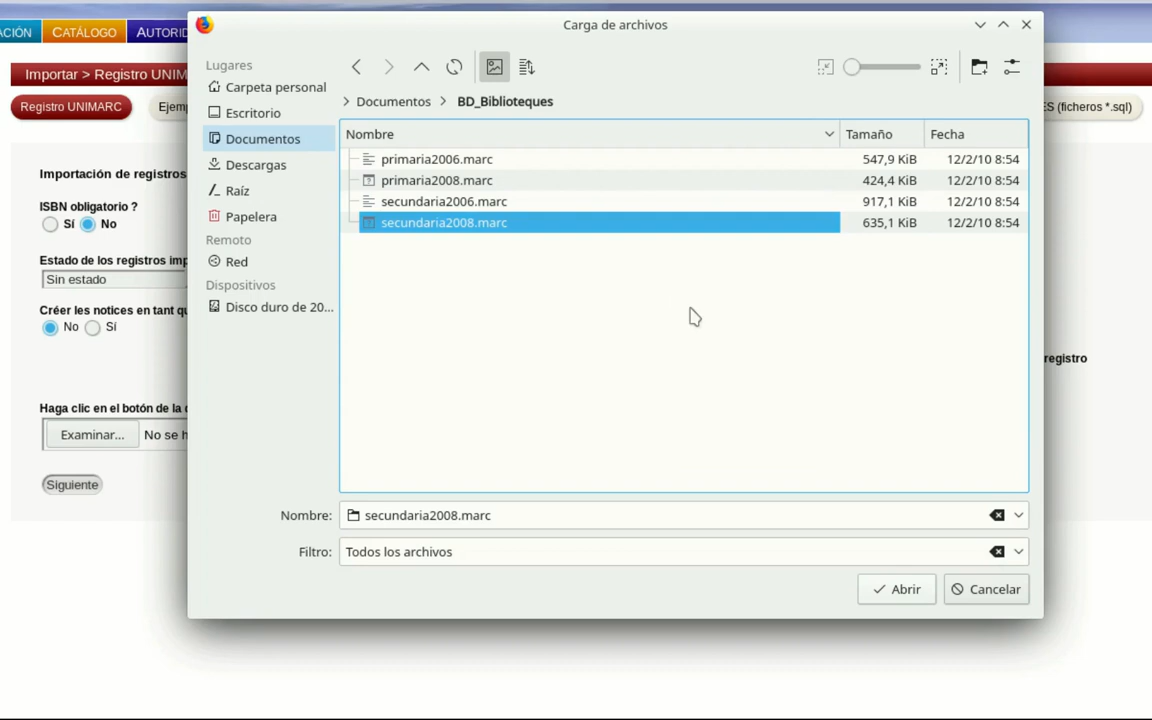 ACIÓN CATÁLOGO AUTORID
Carga de archivos
Importar > Registro UNIM
Registro UNIMARC Ejem
ES (ficheros *.sql)
Importación de registros
ISBN obligatorio ?
Sí No
Estado de los registros imp
Sin estado
Créer les notices en tant qu
No Sí
Haga clic en el botón de la
Examinar... No se h
Siguiente
registro
Lugares
Carpeta personal
Escritorio
Documentos
Descargas
Raíz
Papelera
Remoto
Red
Dispositivos
Disco duro de 20...
Documentos BD_Biblioteques
Nombre Tamaño Fecha
primaria2006.marc 547,9 KiB 12/2/10 8:54
primaria2008.marc 424,4 KiB 12/2/10 8:54
secundaria2006.marc 917,1 KiB 12/2/10 8:54
secundaria2008.marc 635,1 KiB 12/2/10 8:54
Nombre: secundaria2008.marc
Filtro: Todos los archivos
Abrir Cancelar